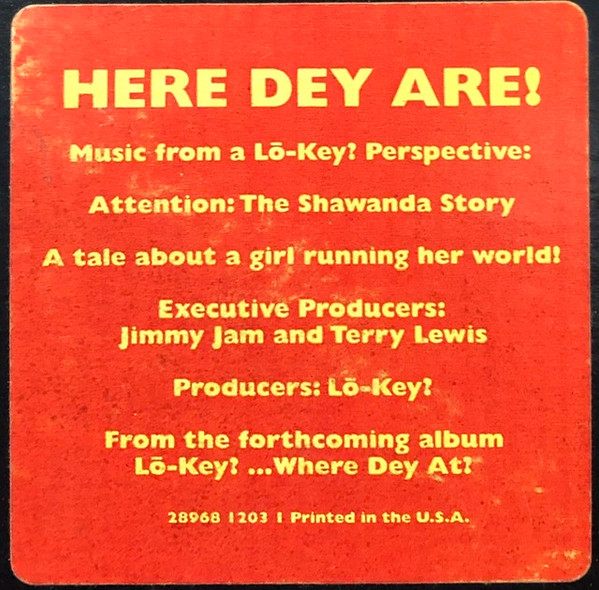 HERE DEY ARE!
Music from a Lō-Key? Perspective:
Attention: The Shawanda Story
A tale about a girl running her world!
Executive Producers:
Jimmy Jam and Terry Lewis
Producers: Lō-Key?
From the forthcoming album
Lō-Key? ...Where Dey At?
28968 1203 1 Printed in the U.S.A.